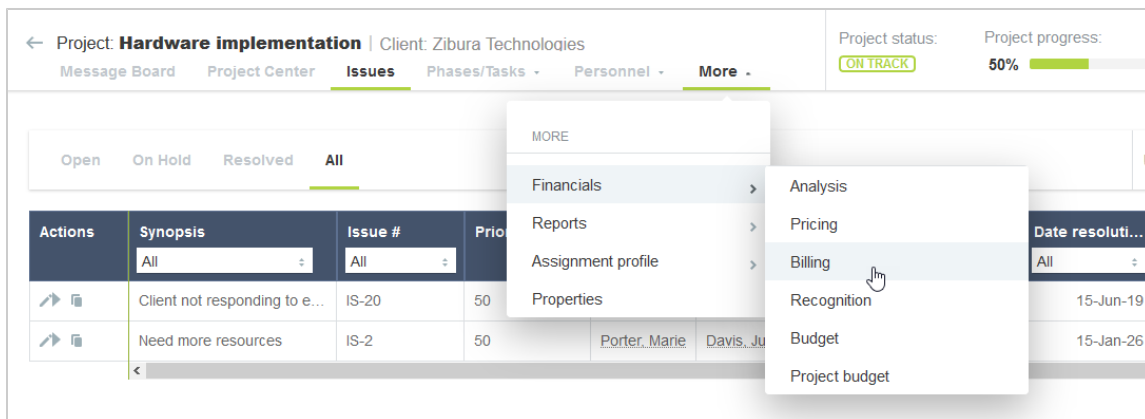 Project: Hardware implementation | Client: Zibura Technologies
Project status:
Project progress:
Message Board Project Center Issues Phases/Tasks Personnel More
ON TRACK
50%
MORE
Open On Hold Resolved All
Financials
Reports
Assignment profile
Properties
Analysis
Pricing
Billing
Recognition
Budget
Project budget
Actions Synopsis Issue # Date resoluti...
All All All
Client not responding to e... IS-20 50 15-Jun-19
Need more resources IS-2 50 Porter, Marie Davis, 15-Jan-26